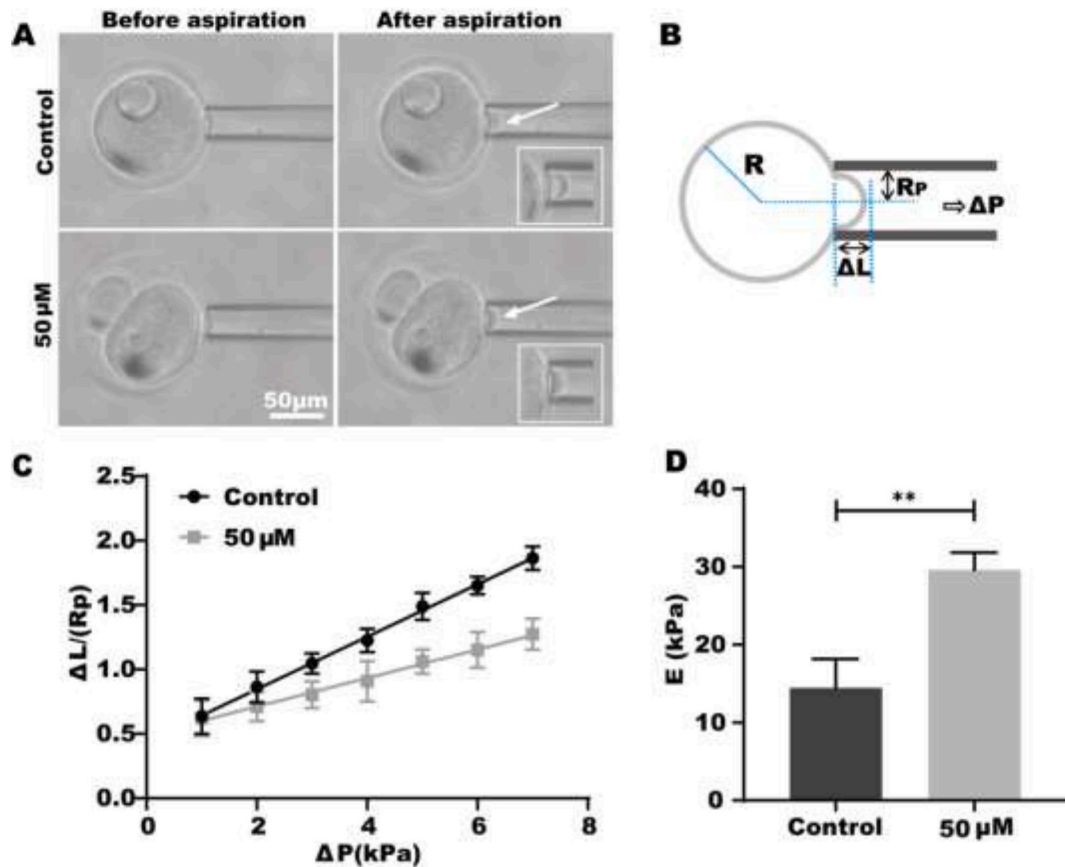 A
Before aspiration
After aspiration
Control
50 μM
50μm
B
R
RP
⇨ΔP
ΔL
C
ΔL/(Rp)
2.5
2.0
1.5
1.0
0.5
0.0
Control
50 μM
0
2
4
6
8
ΔP(kPa)
D
E (kPa)
40
30
20
10
0
**
Control
50 μM